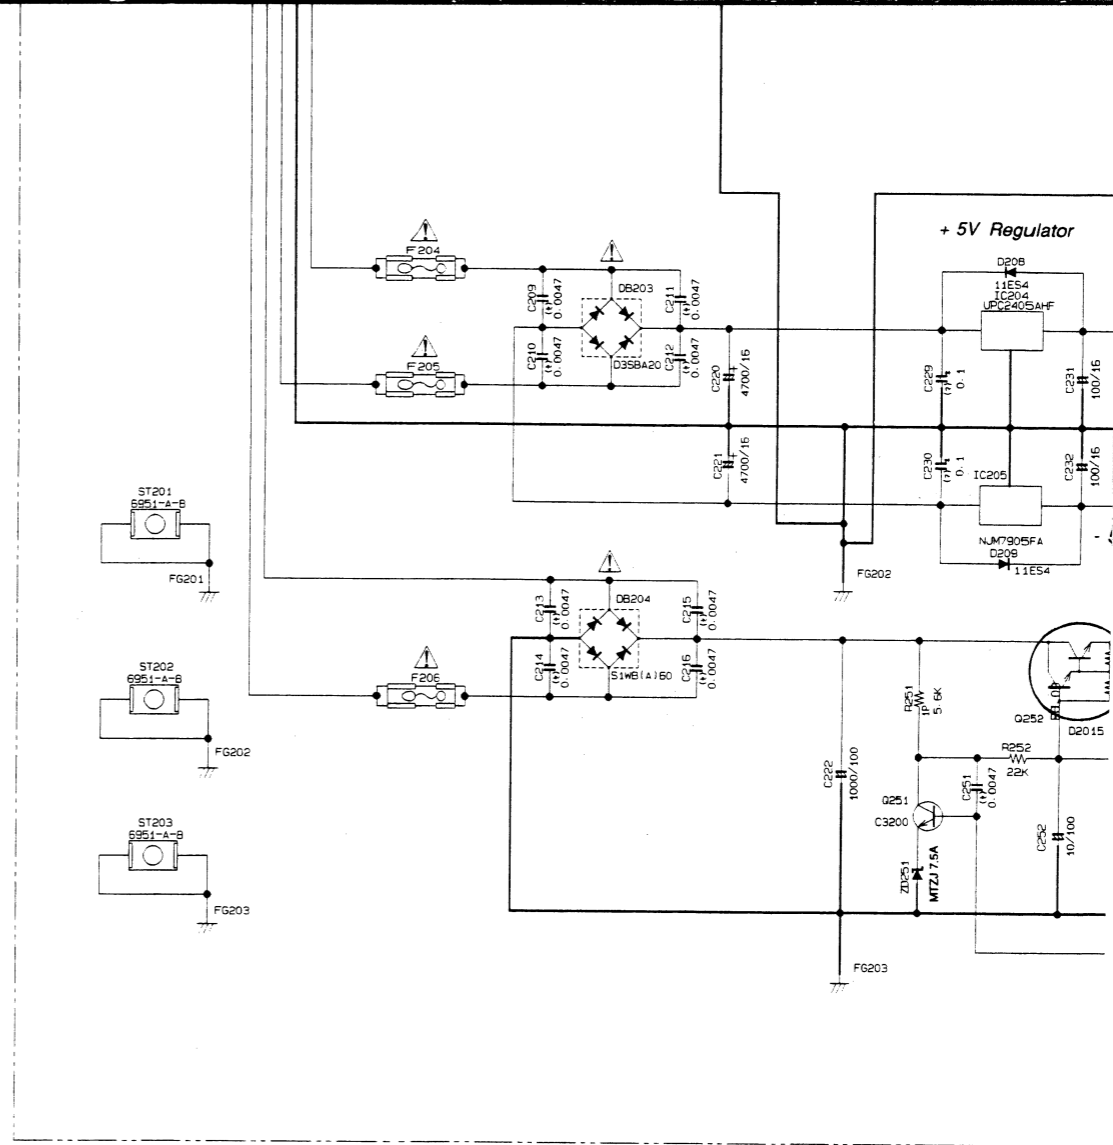 + 5V Regulator
F204
D208
11ES4
IC204
UPC2405AHF
C209
(*)
0.0047
DB203
C211
(*)
0.0047
C210
(*)
0.0047
D3SBA20
C212
(*)
0.0047
F205
C220
+
4700/16
C229
(*)
0.1
C231
100/16
C221
+
4700/16
C230
(*)
0.1
IC205
C232
100/16
NJM7905FA
D209
11ES4
-
ST201
6951-A-B
FG201
FG202
C213
(*)
0.0047
DB204
C215
(*)
0.0047
C214
(*)
0.0047
S1WB(A)60
C216
(*)
0.0047
F206
ST202
6951-A-B
FG202
R251
1P
5.6K
Q252
D2015
R252
22K
C222
1000/100
C251
(*)
0.0047
Q251
C3200
C252
10/100
ZD251
MTZJ 7.5A
ST203
6951-A-B
FG203
FG203